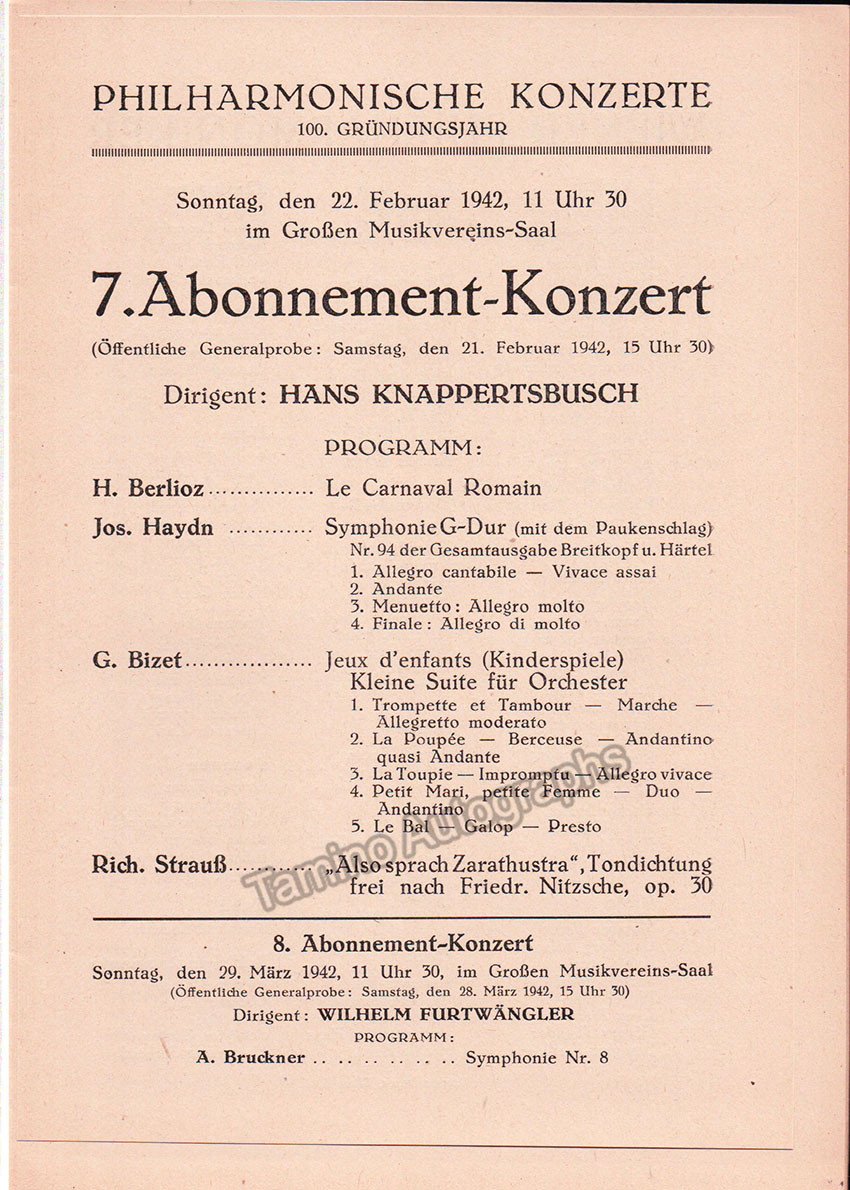 PHILHARMONISCHE KONZERTE
100. GRÜNDUNGSJAHR
Sonntag, den 22. Februar 1942, 11 Uhr 30
im Großen Musikvereins-Saal
7. Abonnement-Konzert
(Öffentliche Generalprobe: Samstag, den 21. Februar 1942, 15 Uhr 30)
Dirigent: HANS KNAPPERTSBUSCH
PROGRAMM:
H. Berlioz ............... Le Carnaval Romain
Jos. Haydn ............ Symphonie G-Dur (mit dem Paukenschlag)
Nr. 94 der Gesamtausgabe Breitkopf u. Härtel
1. Allegro cantabile — Vivace assai
2. Andante
3. Menuetto: Allegro molto
4. Finale: Allegro di molto
G. Bizet .................. Jeux d'enfants (Kinderspiele)
Kleine Suite für Orchester
1. Trompette et Tambour — Marche —
Allegretto moderato
2. La Poupée — Berceuse — Andantino
quasi Andante
3. La Toupie — Impromptu — Allegro vivace
4. Petit Mari, petite Femme — Duo —
Andantino
5. Le Bal — Galop — Presto
Rich. Strauß ............ „Also sprach Zarathustra“, Tondichtung
frei nach Friedr. Nitzsche, op. 30
Tamino Autographs
8. Abonnement-Konzert
Sonntag, den 29. März 1942, 11 Uhr 30, im Großen Musikvereins-Saal
(Öffentliche Generalprobe: Samstag, den 28. März 1942, 15 Uhr 30)
Dirigent: WILHELM FURTWÄNGLER
PROGRAMM:
A. Bruckner .. .. .. .. .. .. Symphonie Nr. 8